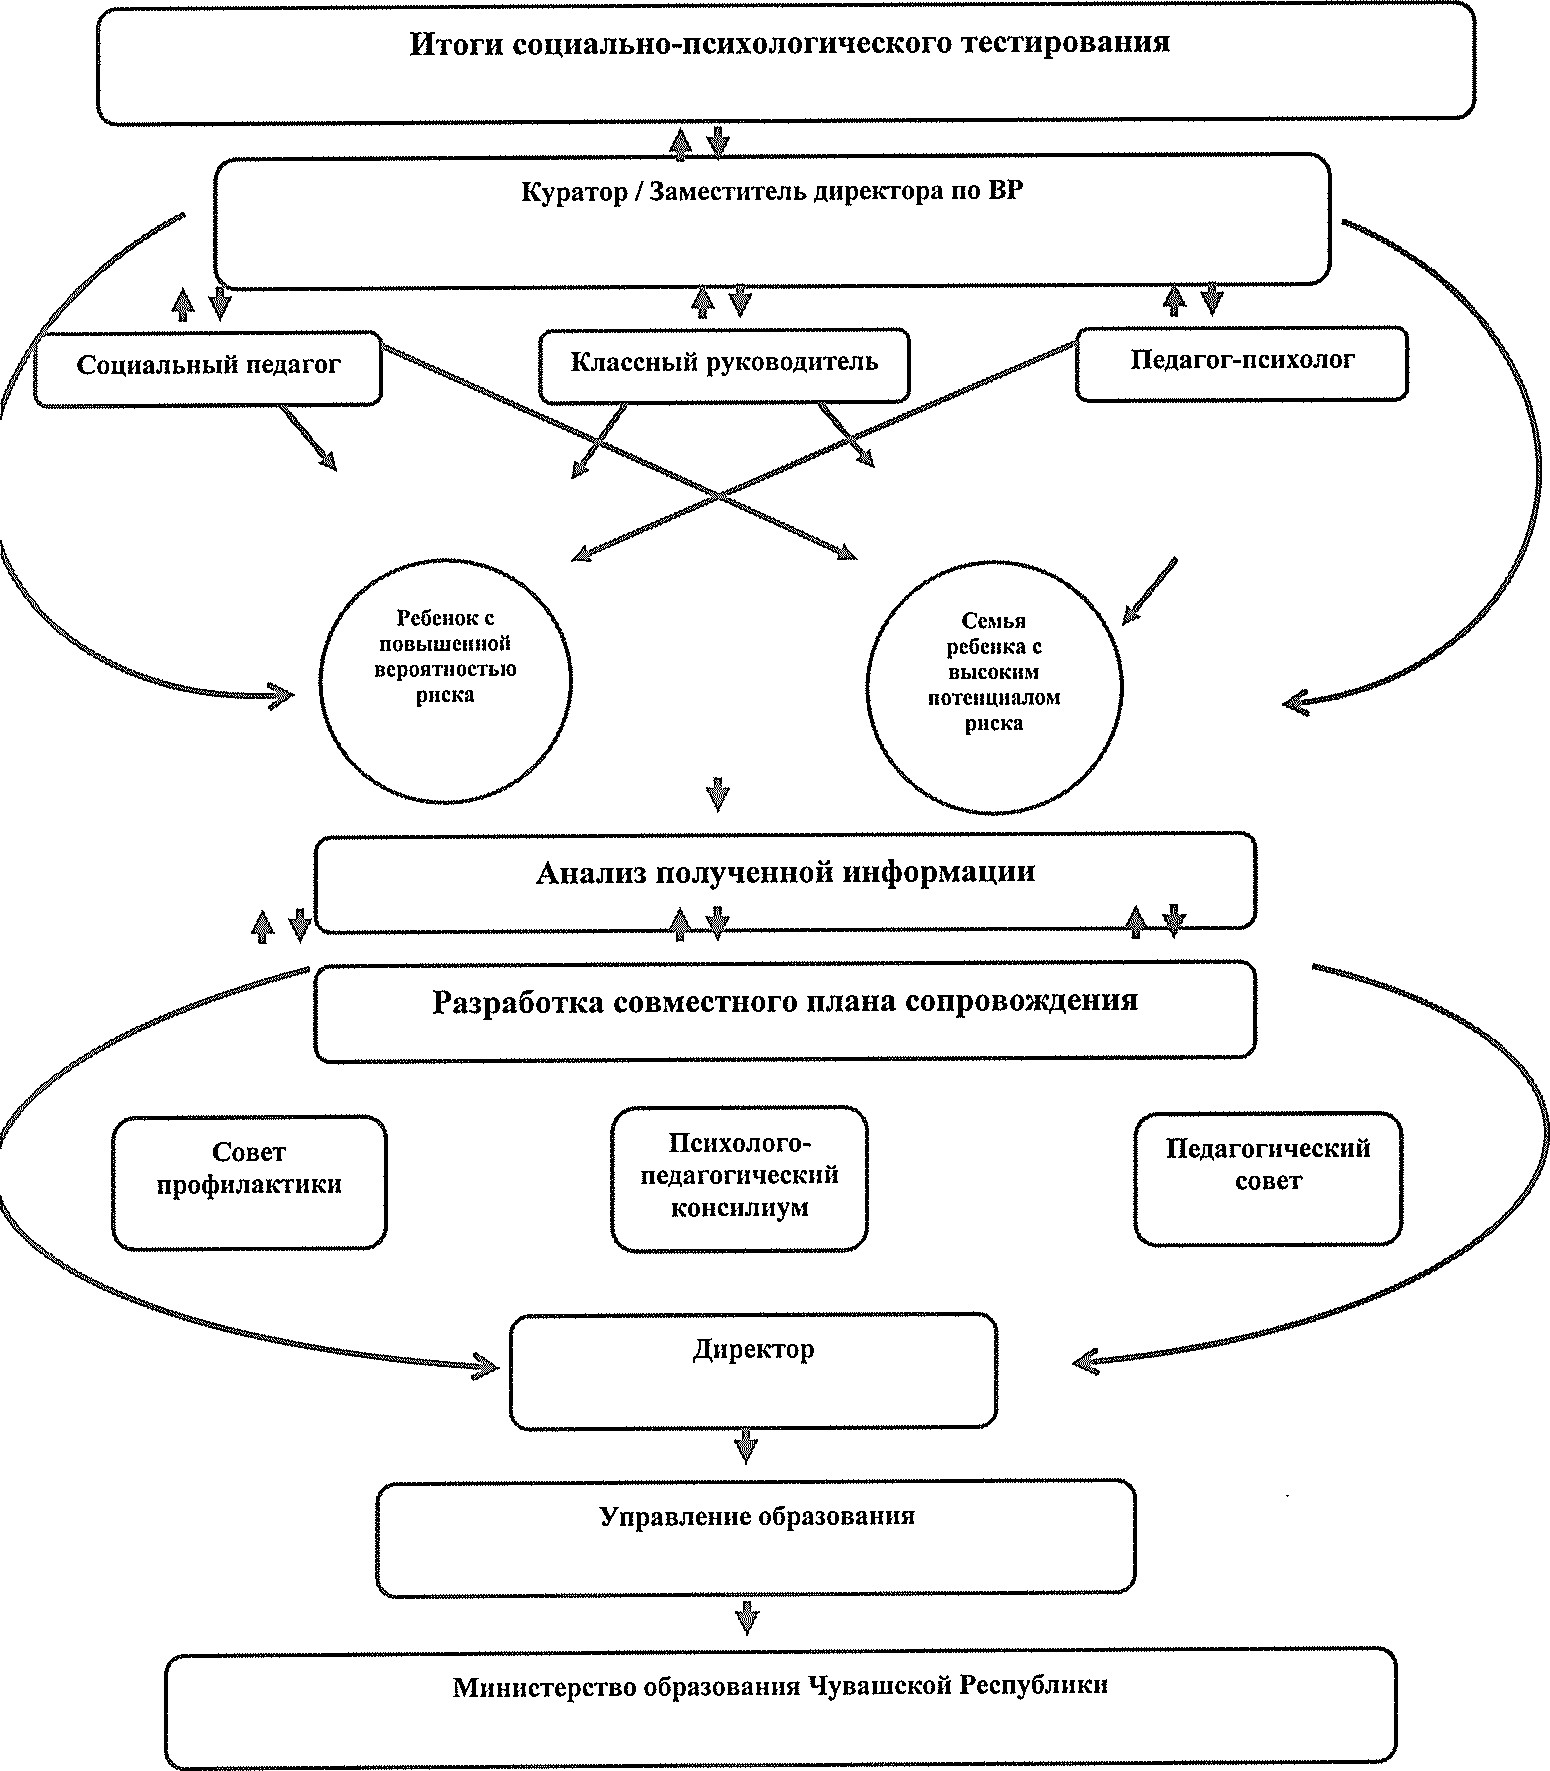 Итоги социально-психологического тестирования
Куратор / Заместитель директора по ВР
Социальный педагог
Классный руководитель
Педагог-психолог
Ребенок с
повышенной
вероятностью
риска
Семья
ребенка с
высоким
потенциалом
риска
Анализ полученной информации
Разработка совместного плана сопровождения
Совет
профилактики
Психолого-
педагогический
консилиум
Педагогический
совет
Директор
Управление образования
Министерство образования Чувашской Республики